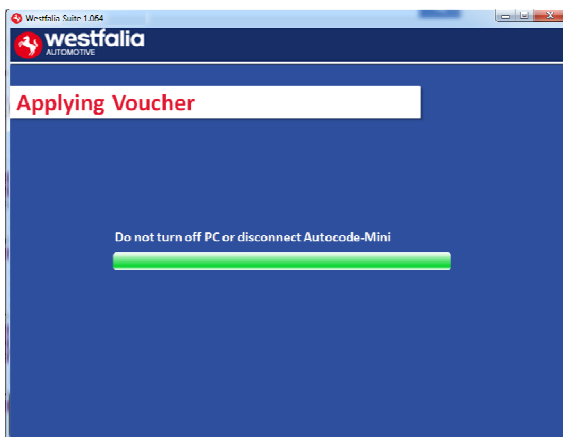 Westfalia Suite 1.064
westfalia
AUTOMOTIVE
Applying Voucher
Do not turn off PC or disconnect Autocode-Mini